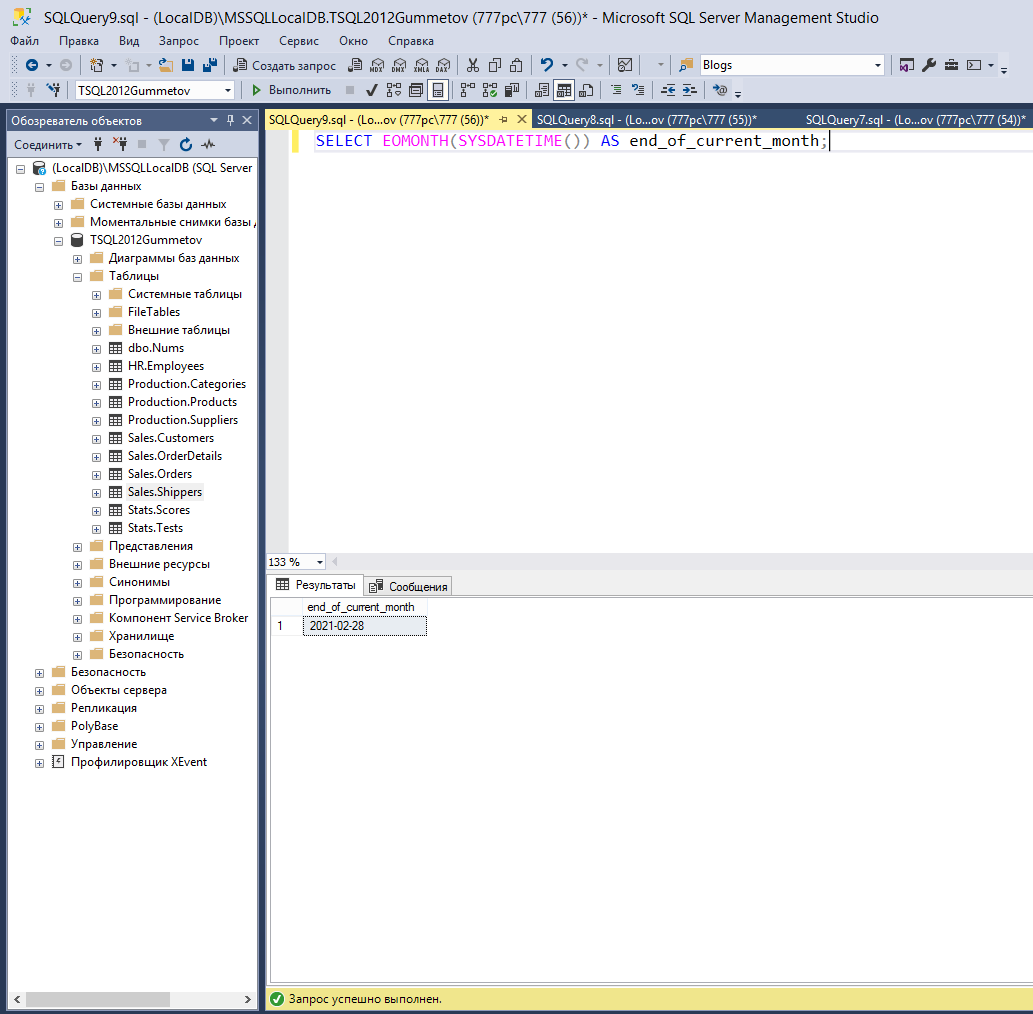 SQLQuery9.sql - (LocalDB)\MSSQLLocalDB.TSQL2012Gummetov (777pc\777 (56))* - Microsoft SQL Server Management Studio
Файл Правка Вид Запрос Проект Сервис Окно Справка
Создать запрос MDX DMX XMLA DAX Blogs
TSQL2012Gummetov Выполнить
Обозреватель объектов
Соединить
(LocalDB)\MSSQLLocalDB (SQL Server
Базы данных
Системные базы данных
Моментальные снимки базы
TSQL2012Gummetov
Диаграммы баз данных
Таблицы
Системные таблицы
FileTables
Внешние таблицы
dbo.Nums
HR.Employees
Production.Categories
Production.Products
Production.Suppliers
Sales.Customers
Sales.OrderDetails
Sales.Orders
Sales.Shippers
Stats.Scores
Stats.Tests
Представления
Внешние ресурсы
Синонимы
Программирование
Компонент Service Broker
Хранилище
Безопасность
Безопасность
Объекты сервера
Репликация
PolyBase
Управление
Профилировщик XEvent
SQLQuery9.sql - (Lo...ov (777pc\777 (56))* SQLQuery8.sql - (Lo...ov (777pc\777 (55))* SQLQuery7.sql - (Lo...ov (777pc\777 (54))*
SELECT EOMONTH(SYSDATETIME()) AS end_of_current_month;
133 %
Результаты Сообщения
end_of_current_month
1 2021-02-28
Запрос успешно выполнен.